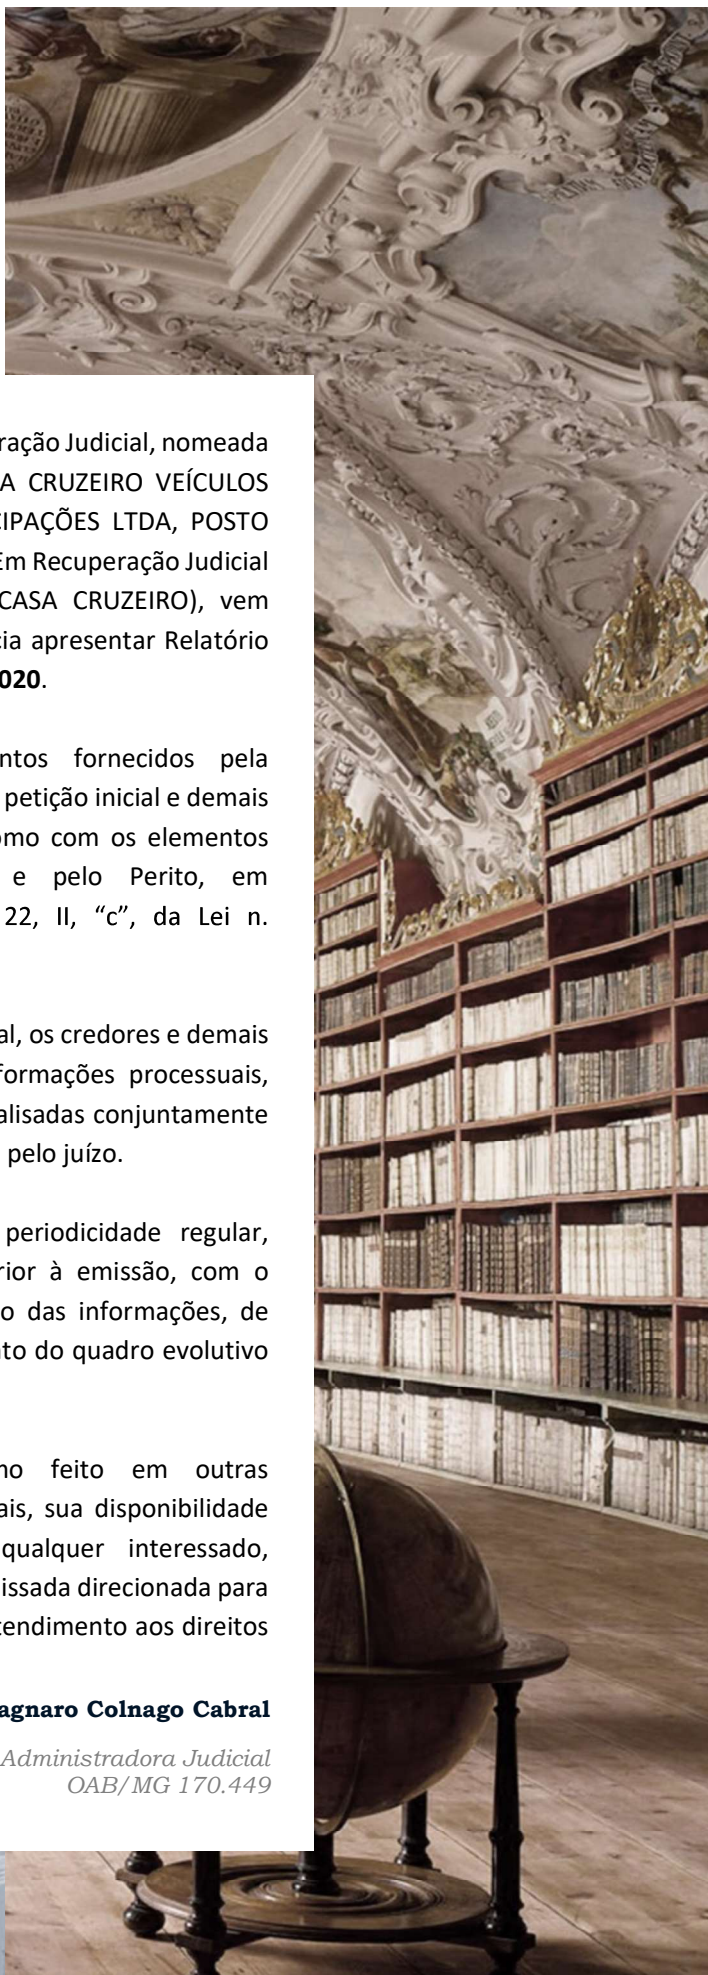 ração Judicial, nomeada
A CRUZEIRO VEÍCULOS
CIPAÇÕES LTDA, POSTO
Em Recuperação Judicial
CASA CRUZEIRO), vem
cia apresentar Relatório
020.
ntos fornecidos pela
petição inicial e demais
omo com os elementos
e pelo Perito, em
22, II, “c”, da Lei n.
al, os credores e demais
formações processuais,
alisadas conjuntamente
pelo juízo.
periodicidade regular,
rior à emissão, com o
o das informações, de
nto do quadro evolutivo
no feito em outras
ais, sua disponibilidade
qualquer interessado,
issada direcionada para
tendimento aos direitos
agnaro Colnago Cabral
Administradora Judicial
OAB/MG 170.449